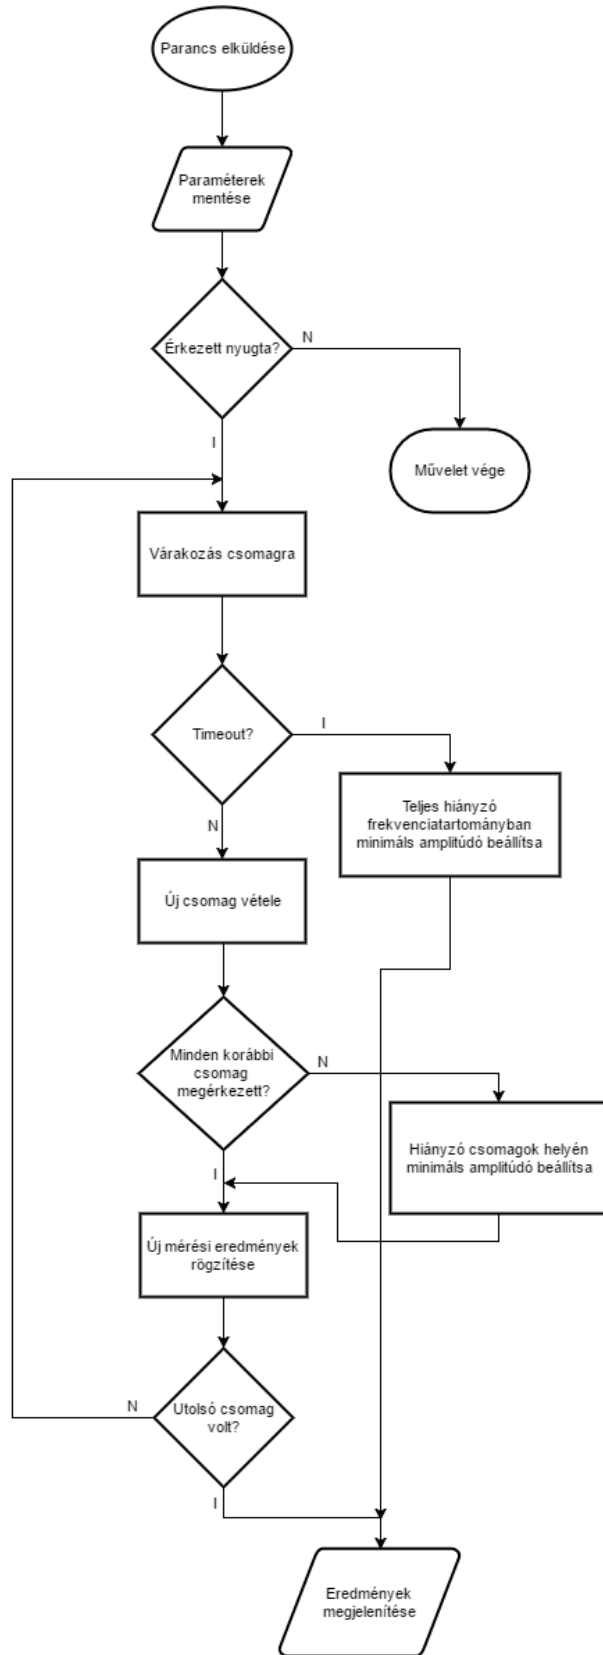 Parancs elküldése
Paraméterek
mentése
Érkezett nyugta?
N
I
Művelet vége
Várakozás csomagra
Timeout?
I
N
Teljes hiányzó
frekvenciatartományban
minimáls amplitúdó beállítsa
Új csomag vétele
Minden korábbi
csomag
megérkezett?
N
I
Hiányzó csomagok helyén
minimáls amplitúdó beállítsa
Új mérési eredmények
rögzítése
Utolsó csomag
volt?
N
I
Eredmények
megjelenítése